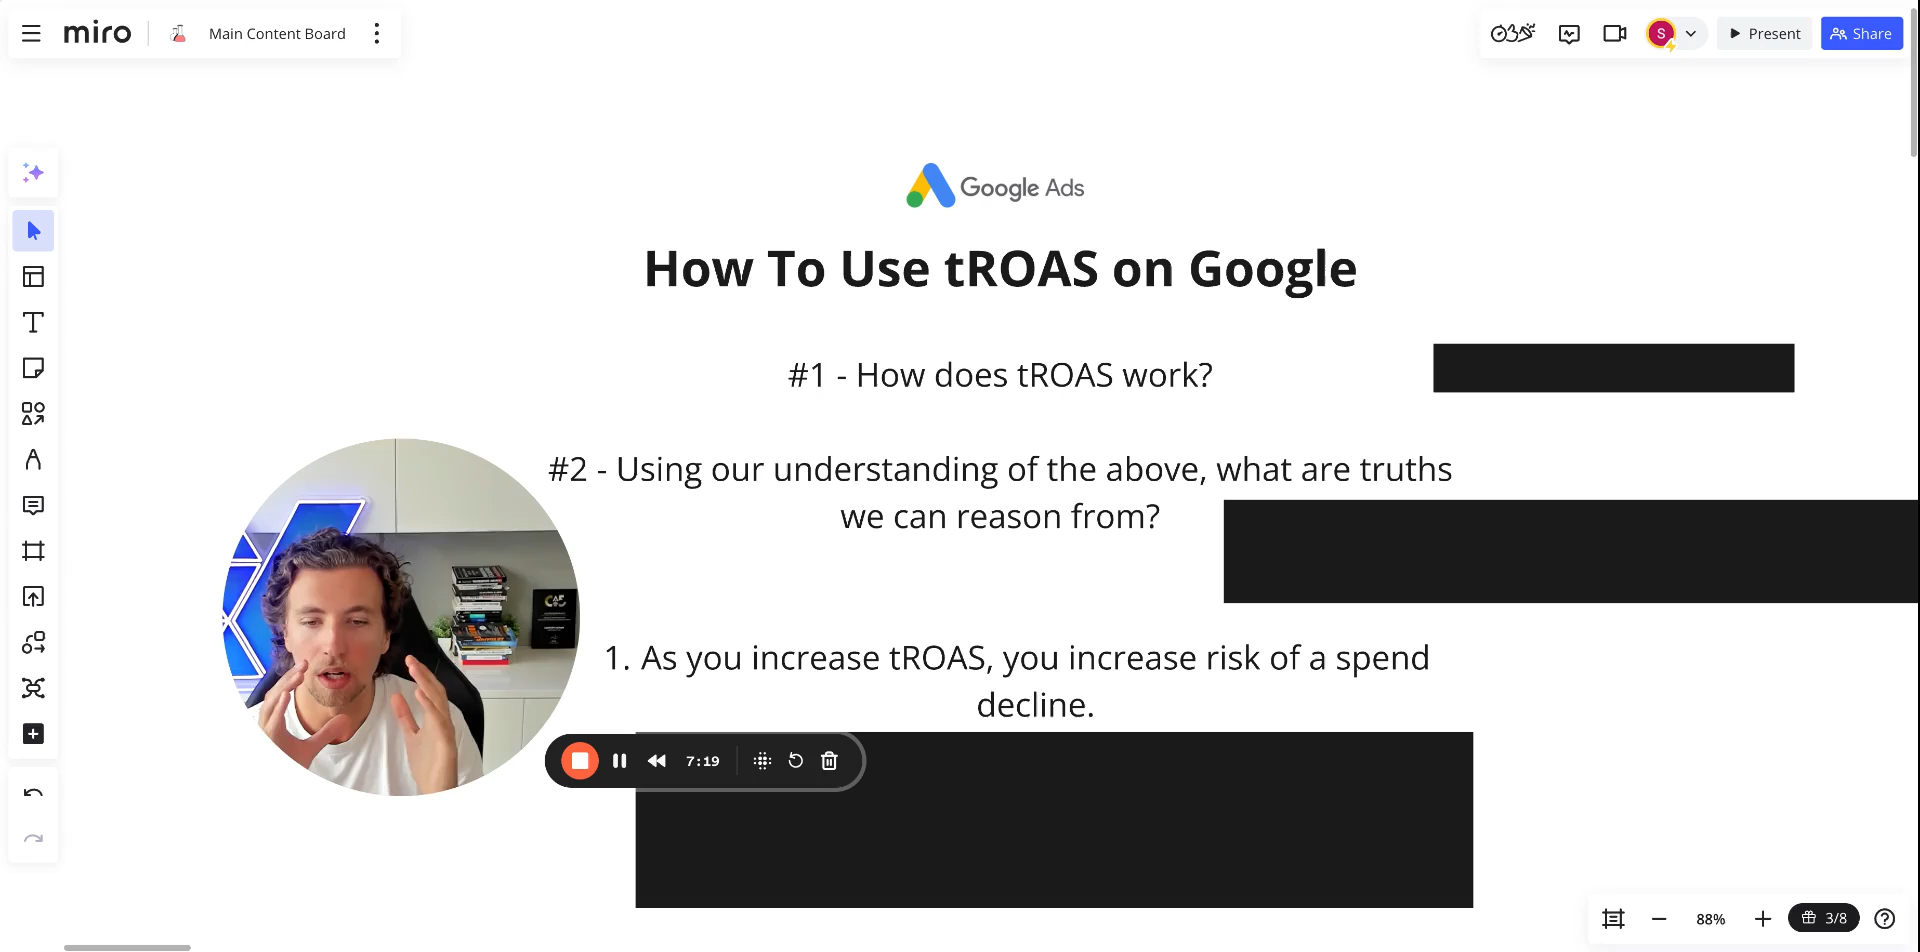 miro
Main Content Board
S
Present
Share
Google Ads
How To Use tROAS on Google
#1 - How does tROAS work?
#2 - Using our understanding of the above, what are truths
we can reason from?
1. As you increase tROAS, you increase risk of a spend
decline.
7:19
88%
3/8